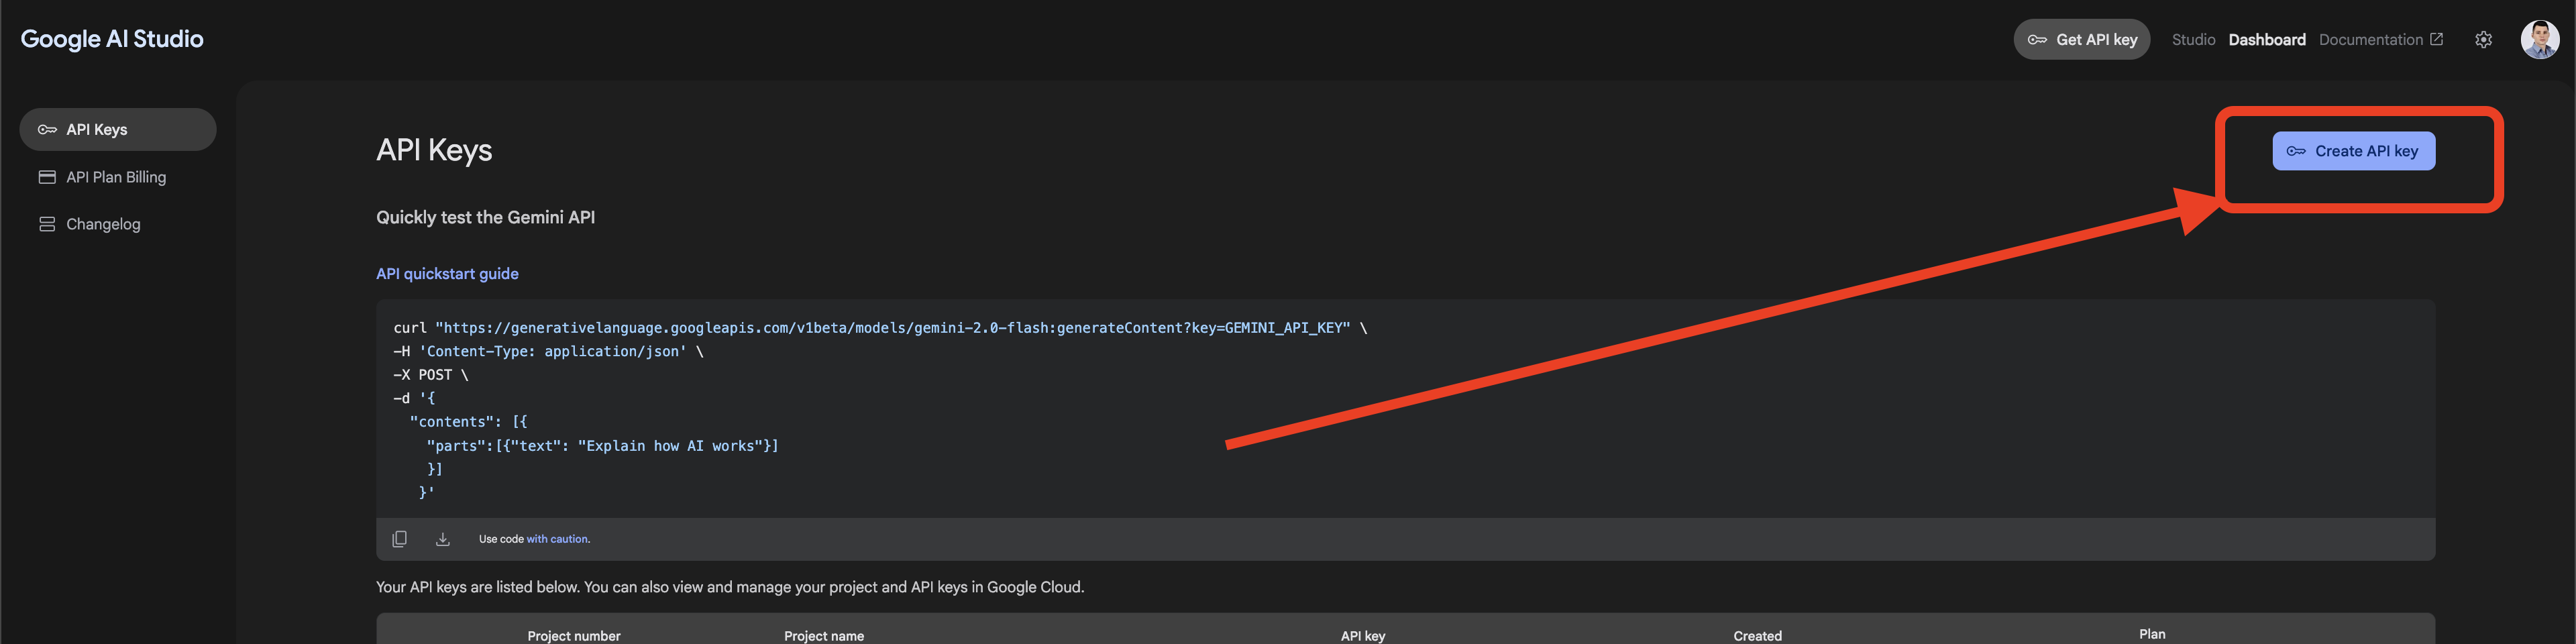 Google AI Studio
Get API key
Studio
Dashboard
Documentation
API Keys
API Plan Billing
Changelog
API Keys
Create API key
Quickly test the Gemini API
API quickstart guide
curl "https://generativelanguage.googleapis.com/v1beta/models/gemini-2.0-flash:generateContent?key=GEMINI_API_KEY" \
-H 'Content-Type: application/json' \
-X POST \
-d '{
"contents": [{
"parts":[{"text": "Explain how AI works"}]
}]
}'
Use code with caution.
Your API keys are listed below. You can also view and manage your project and API keys in Google Cloud.
Project number Project name API key Created Plan